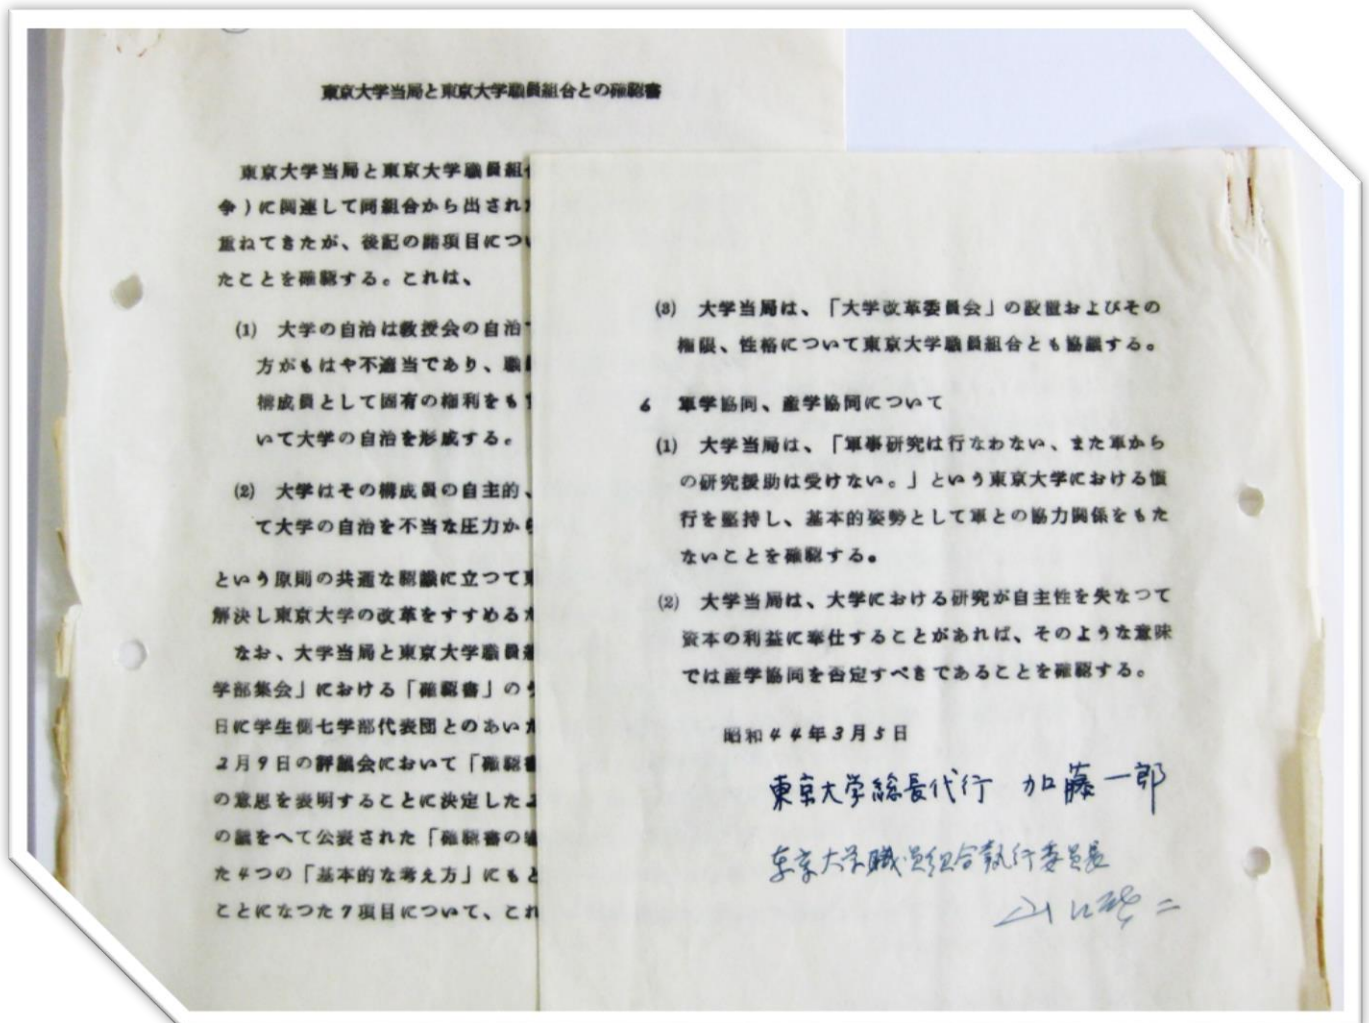 東京大学当局と東京大学職員組合との確認書
東京大学当局と東京大学職員組
争)に関連して同組合から出された
重ねてきたが、後記の諸項目につい
たことを確認する。これは、
(1) 大学の自治は教授会の自治
方がもはや不適当であり、職
構成員として固有の権利をも
いて大学の自治を形成する。
(2) 大学はその構成員の自主的、
て大学の自治を不当な圧力から
という原則の共通な認識に立つて
解決し東京大学の改革をすすめるた
なお、大学当局と東京大学職員
学部集会」における「確認書」の
日に学生側七学部代表団とのあいだ
2月9日の評議会において「確認書
の意思を表明することに決定したよ
の議をへて公表された「確認書の
た4つの「基本的な考え方」にもと
ことになつた7項目について、これ
(3) 大学当局は、「大学改革委員会」の設置およびその
権限、性格について東京大学職員組合とも協議する。
6 軍学協同、産学協同について
(1) 大学当局は、「軍事研究は行なわない、また軍から
の研究援助は受けない。」という東京大学における慣
行を堅持し、基本的姿勢として軍との協力関係をもた
ないことを確認する。
(2) 大学当局は、大学における研究が自主性を失なつて
資本の利益に奉仕することがあれば、そのような意味
では産学協同を否定すべきであることを確認する。
昭和44年3月5日
東京大学総長代行 加藤一郎
东京大学職員組合執行委員長
山口 二